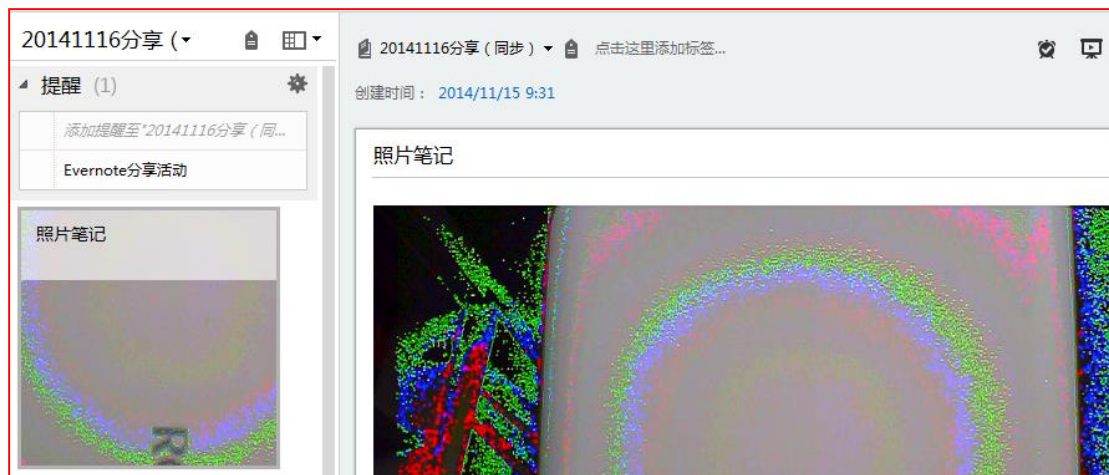 20141116分享 (
提醒 (1)
添加提醒至"20141116分享（同...
Evernote分享活动
照片笔记
20141116分享（同步） 点击这里添加标签...
创建时间： 2014/11/15 9:31
照片笔记